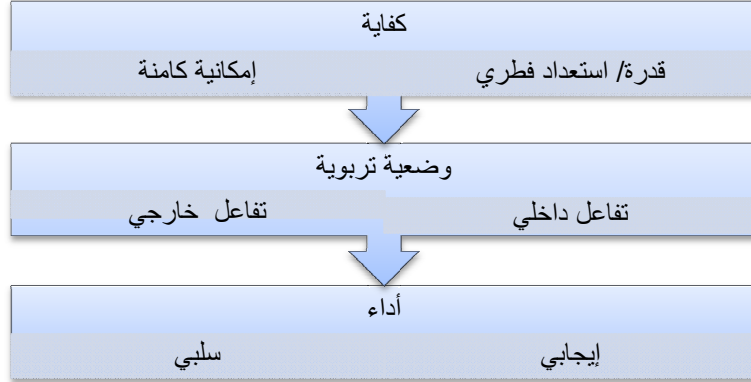 كفاية
قدرة/ استعداد فطري إمكانية كامنة
وضعية تربوية
تفاعل داخلي تفاعل خارجي
أداء
إيجابي سلبي